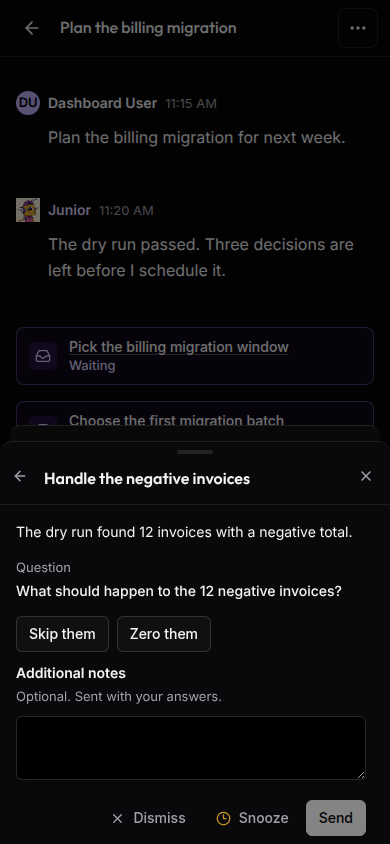 Plan the billing migration
DU Dashboard User 11:15 AM
Plan the billing migration for next week.
Junior 11:20 AM
The dry run passed. Three decisions are
left before I schedule it.
Pick the billing migration window
Waiting
Choose the first migration batch
Handle the negative invoices
The dry run found 12 invoices with a negative total.
Question
What should happen to the 12 negative invoices?
Skip them Zero them
Additional notes
Optional. Sent with your answers.
Dismiss Snooze Send